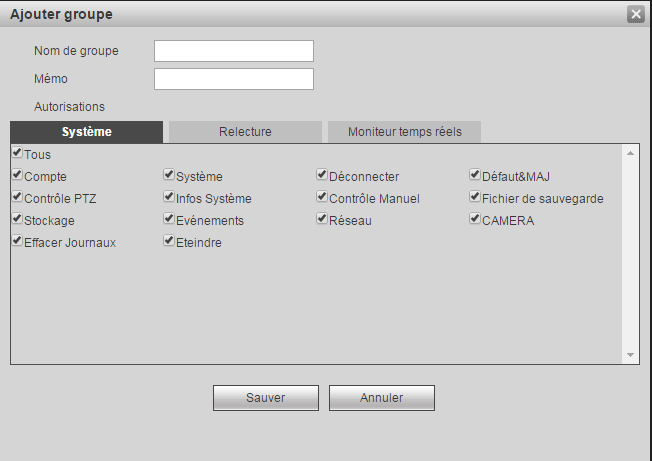 Ajouter groupe
Nom de groupe
Mémo
Autorisations
Système Relecture Moniteur temps réels
Tous
Compte Système Déconnecter Défaut&MAJ
Contrôle PTZ Infos Système Contrôle Manuel Fichier de sauvegarde
Stockage Evénements Réseau CAMERA
Effacer Journaux Eteindre
Sauver Annuler